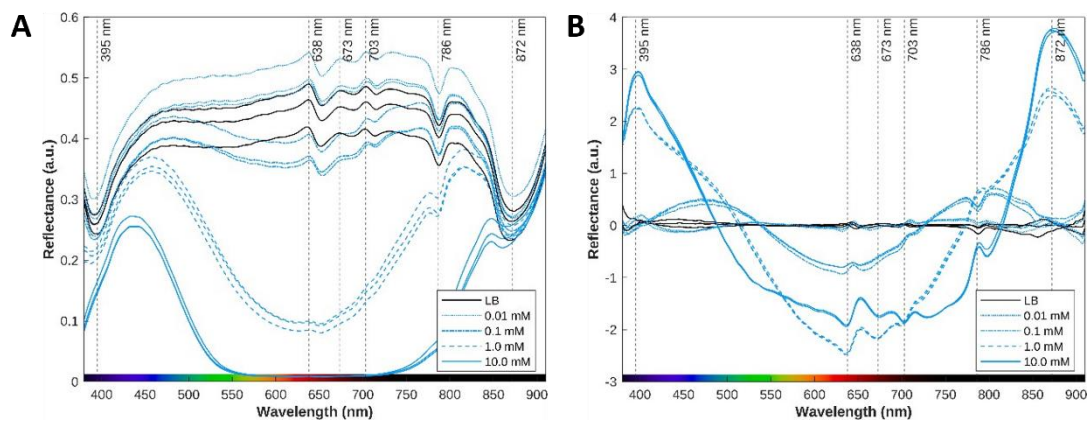 A
B
395 nm
638 nm
673 nm
703 nm
786 nm
872 nm
0.6
0.5
0.4
0.3
0.2
0.1
0
Reflectance (a.u.)
LB
0.01 mM
0.1 mM
1.0 mM
10.0 mM
400 450 500 550 600 650 700 750 800 850 900
Wavelength (nm)
395 nm
638 nm
673 nm
703 nm
786 nm
872 nm
4
3
2
1
0
-1
-2
-3
Reflectance (a.u.)
LB
0.01 mM
0.1 mM
1.0 mM
10.0 mM
400 450 500 550 600 650 700 750 800 850 900
Wavelength (nm)